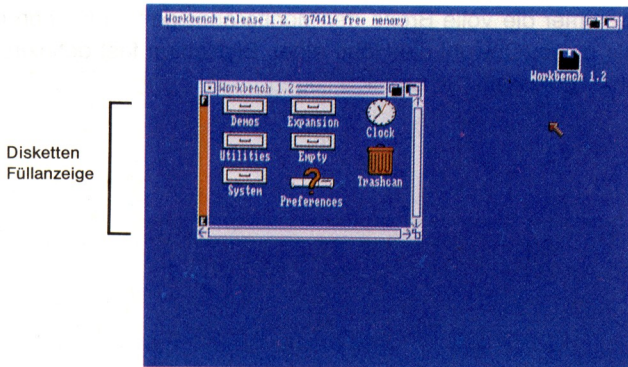 Workbench release 1.2. 374416 free memory
Workbench 1.2
Workbench 1.2
F
Demos Expansion Clock
Utilities Empty Trashcan
System Preferences
E
Disketten
Füllanzeige